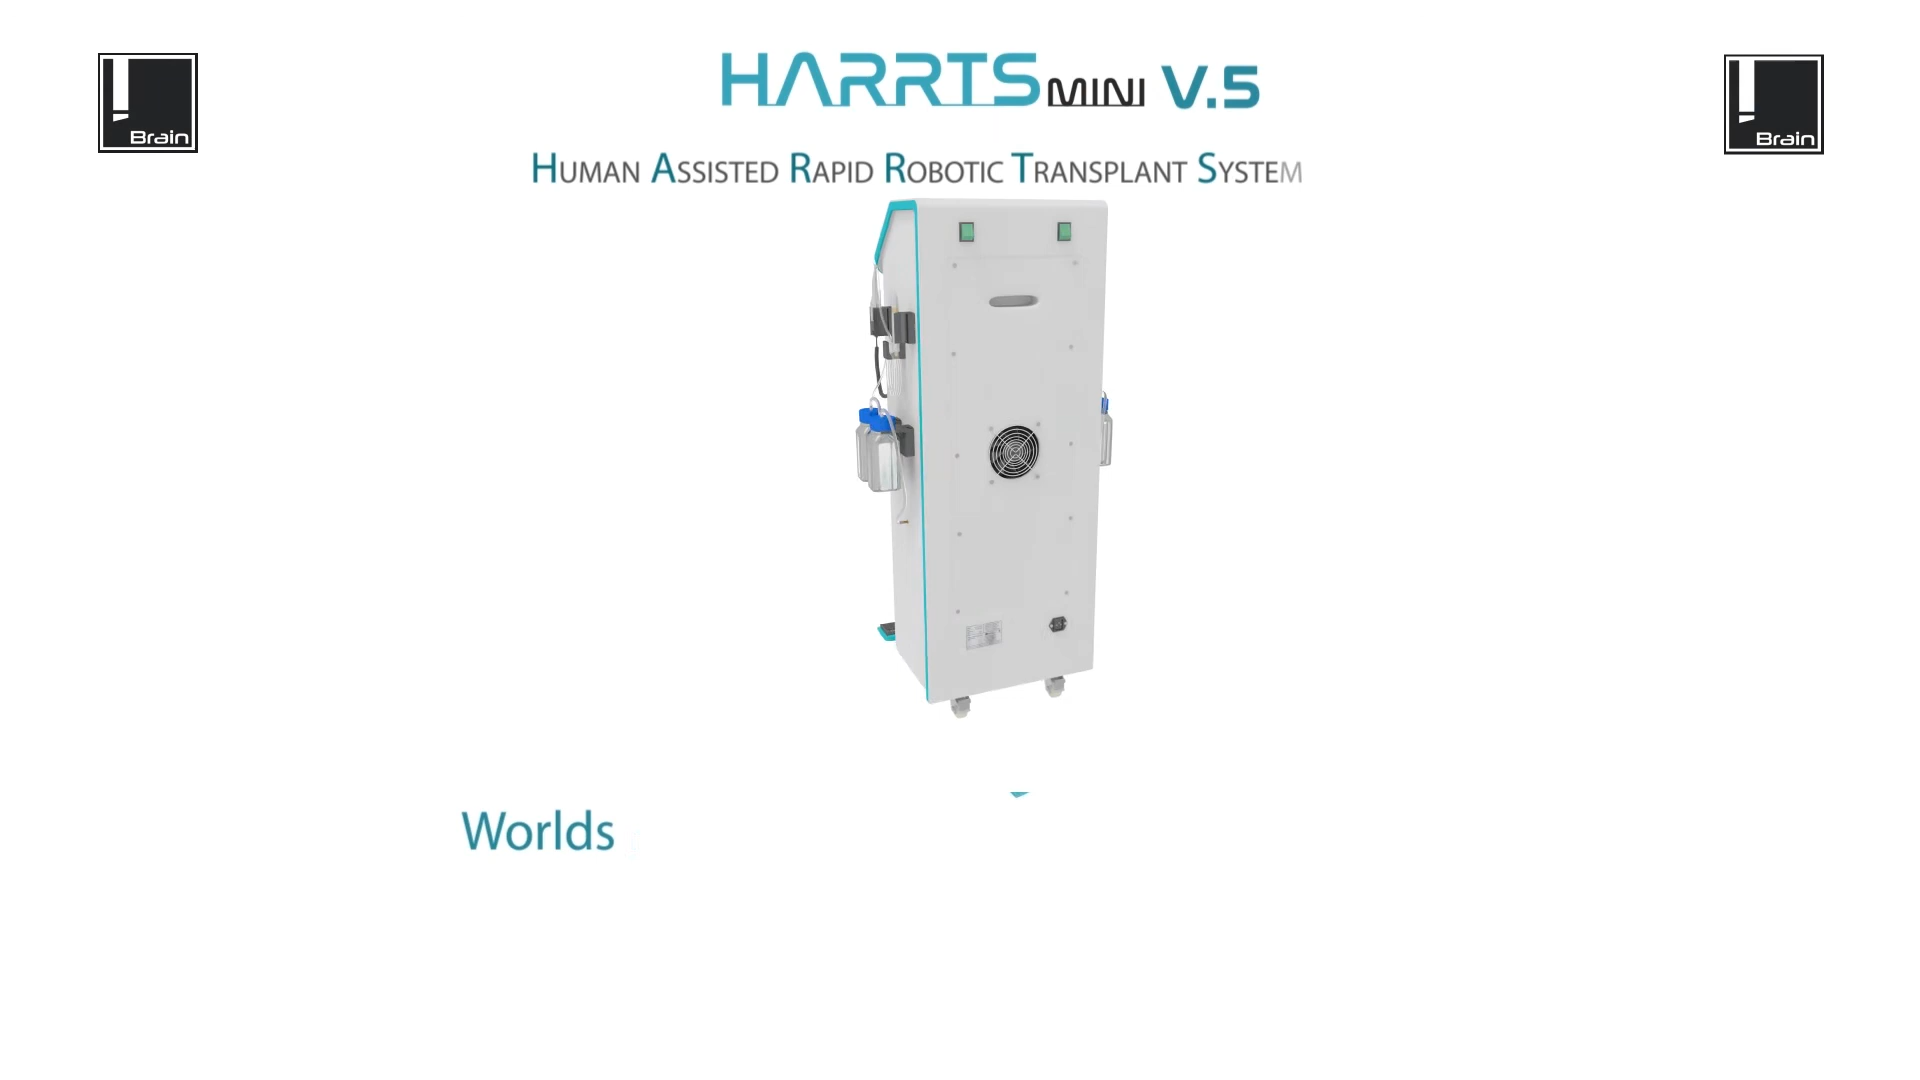 Brain
HARRTS MINI V.5
Brain
HUMAN ASSISTED RAPID ROBOTIC TRANSPLANT SYSTEM
Worlds